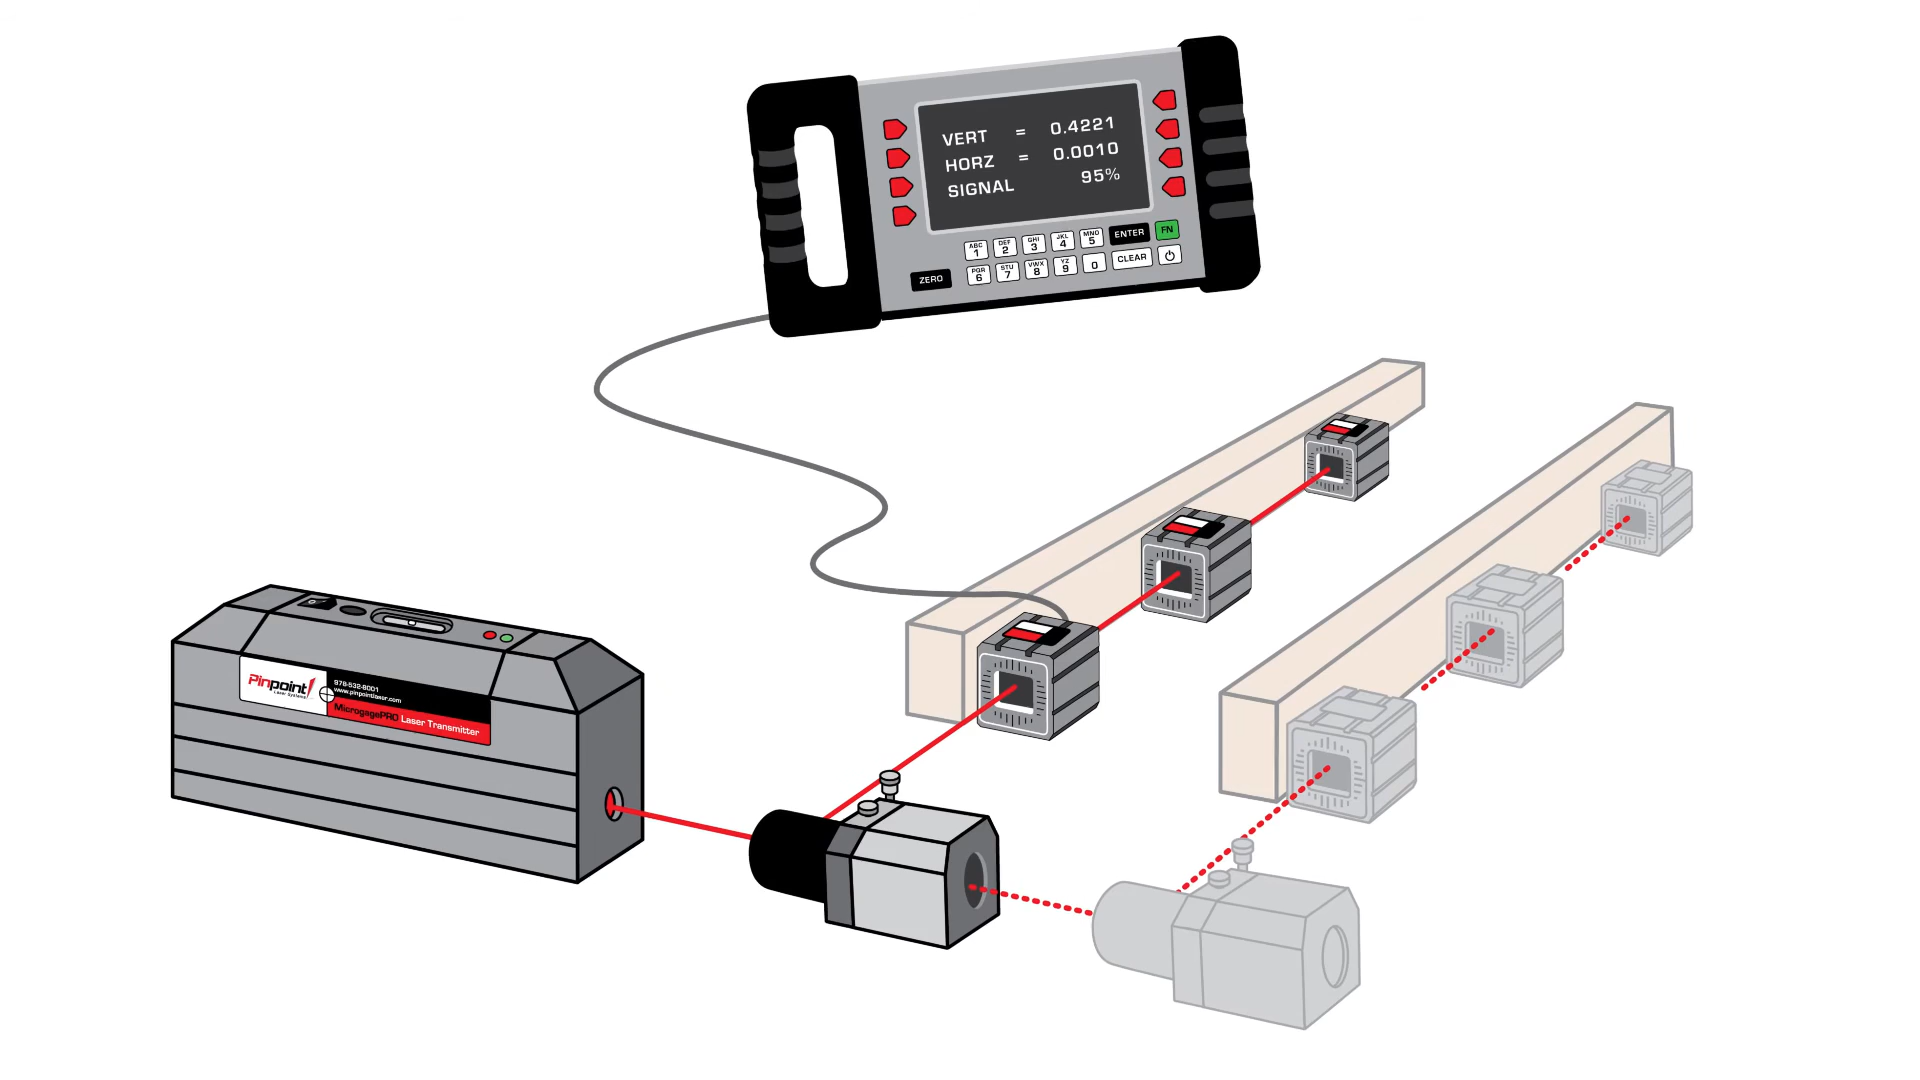 VERT = 0.4221
HORZ = 0.0010
SIGNAL 95%
ABC 1 DEF 2 GHI 3 JKL 4 MNO 5 ENTER FN
ZERO PQR 6 STU 7 VWX 8 YZ 9 0 CLEAR
Pinpoint
Laser Systems
978-532-8001
www.pinpointlaser.com
MicrogagePRO Laser Transmitter